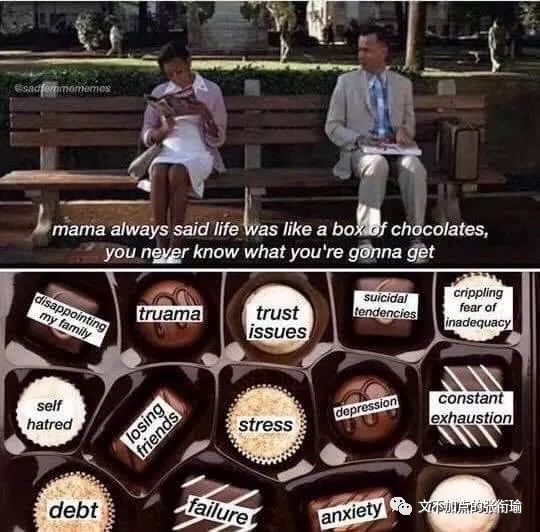 @sadfemmememes
mama always said life was like a box of chocolates,
you never know what you're gonna get
disappointing
my family
truama
trust
issues
suicidal
tendencies
crippling
fear of
inadequacy
self
hatred
losing
friends
stress
depression
constant
exhaustion
debt
failure
anxiety
文不加点的张衔瑜